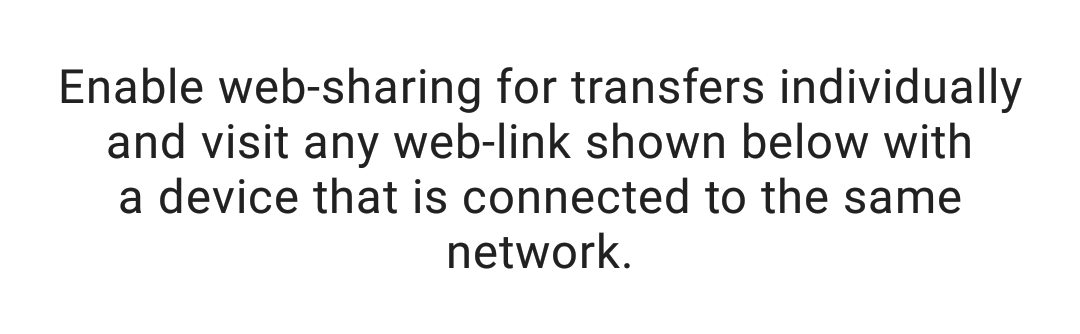 Enable web-sharing for transfers individually
and visit any web-link shown below with
a device that is connected to the same
network.